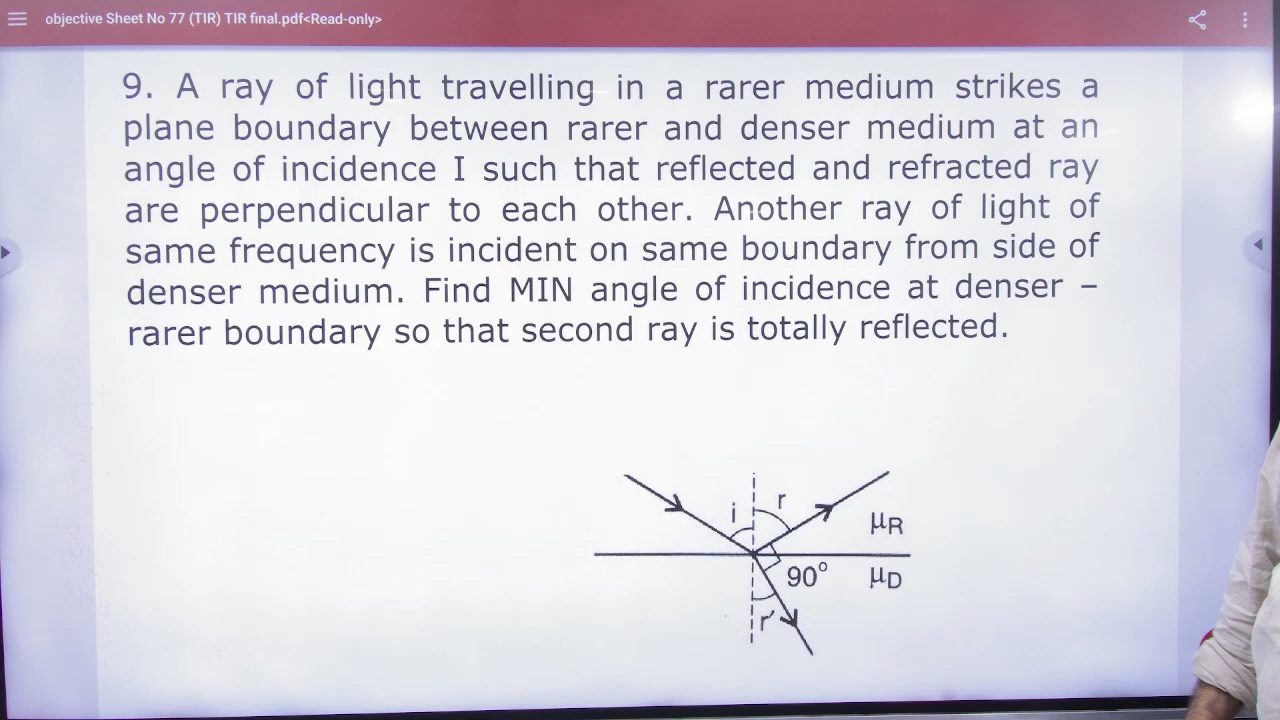 objective Sheet No 77 (TIR) TIR final.pdf<Read-only>
9. A ray of light travelling in a rarer medium strikes a
plane boundary between rarer and denser medium at an
angle of incidence I such that reflected and refracted ray
are perpendicular to each other. Another ray of light of
same frequency is incident on same boundary from side of
denser medium. Find MIN angle of incidence at denser –
rarer boundary so that second ray is totally reflected.
i r
μR
90° μD
r'